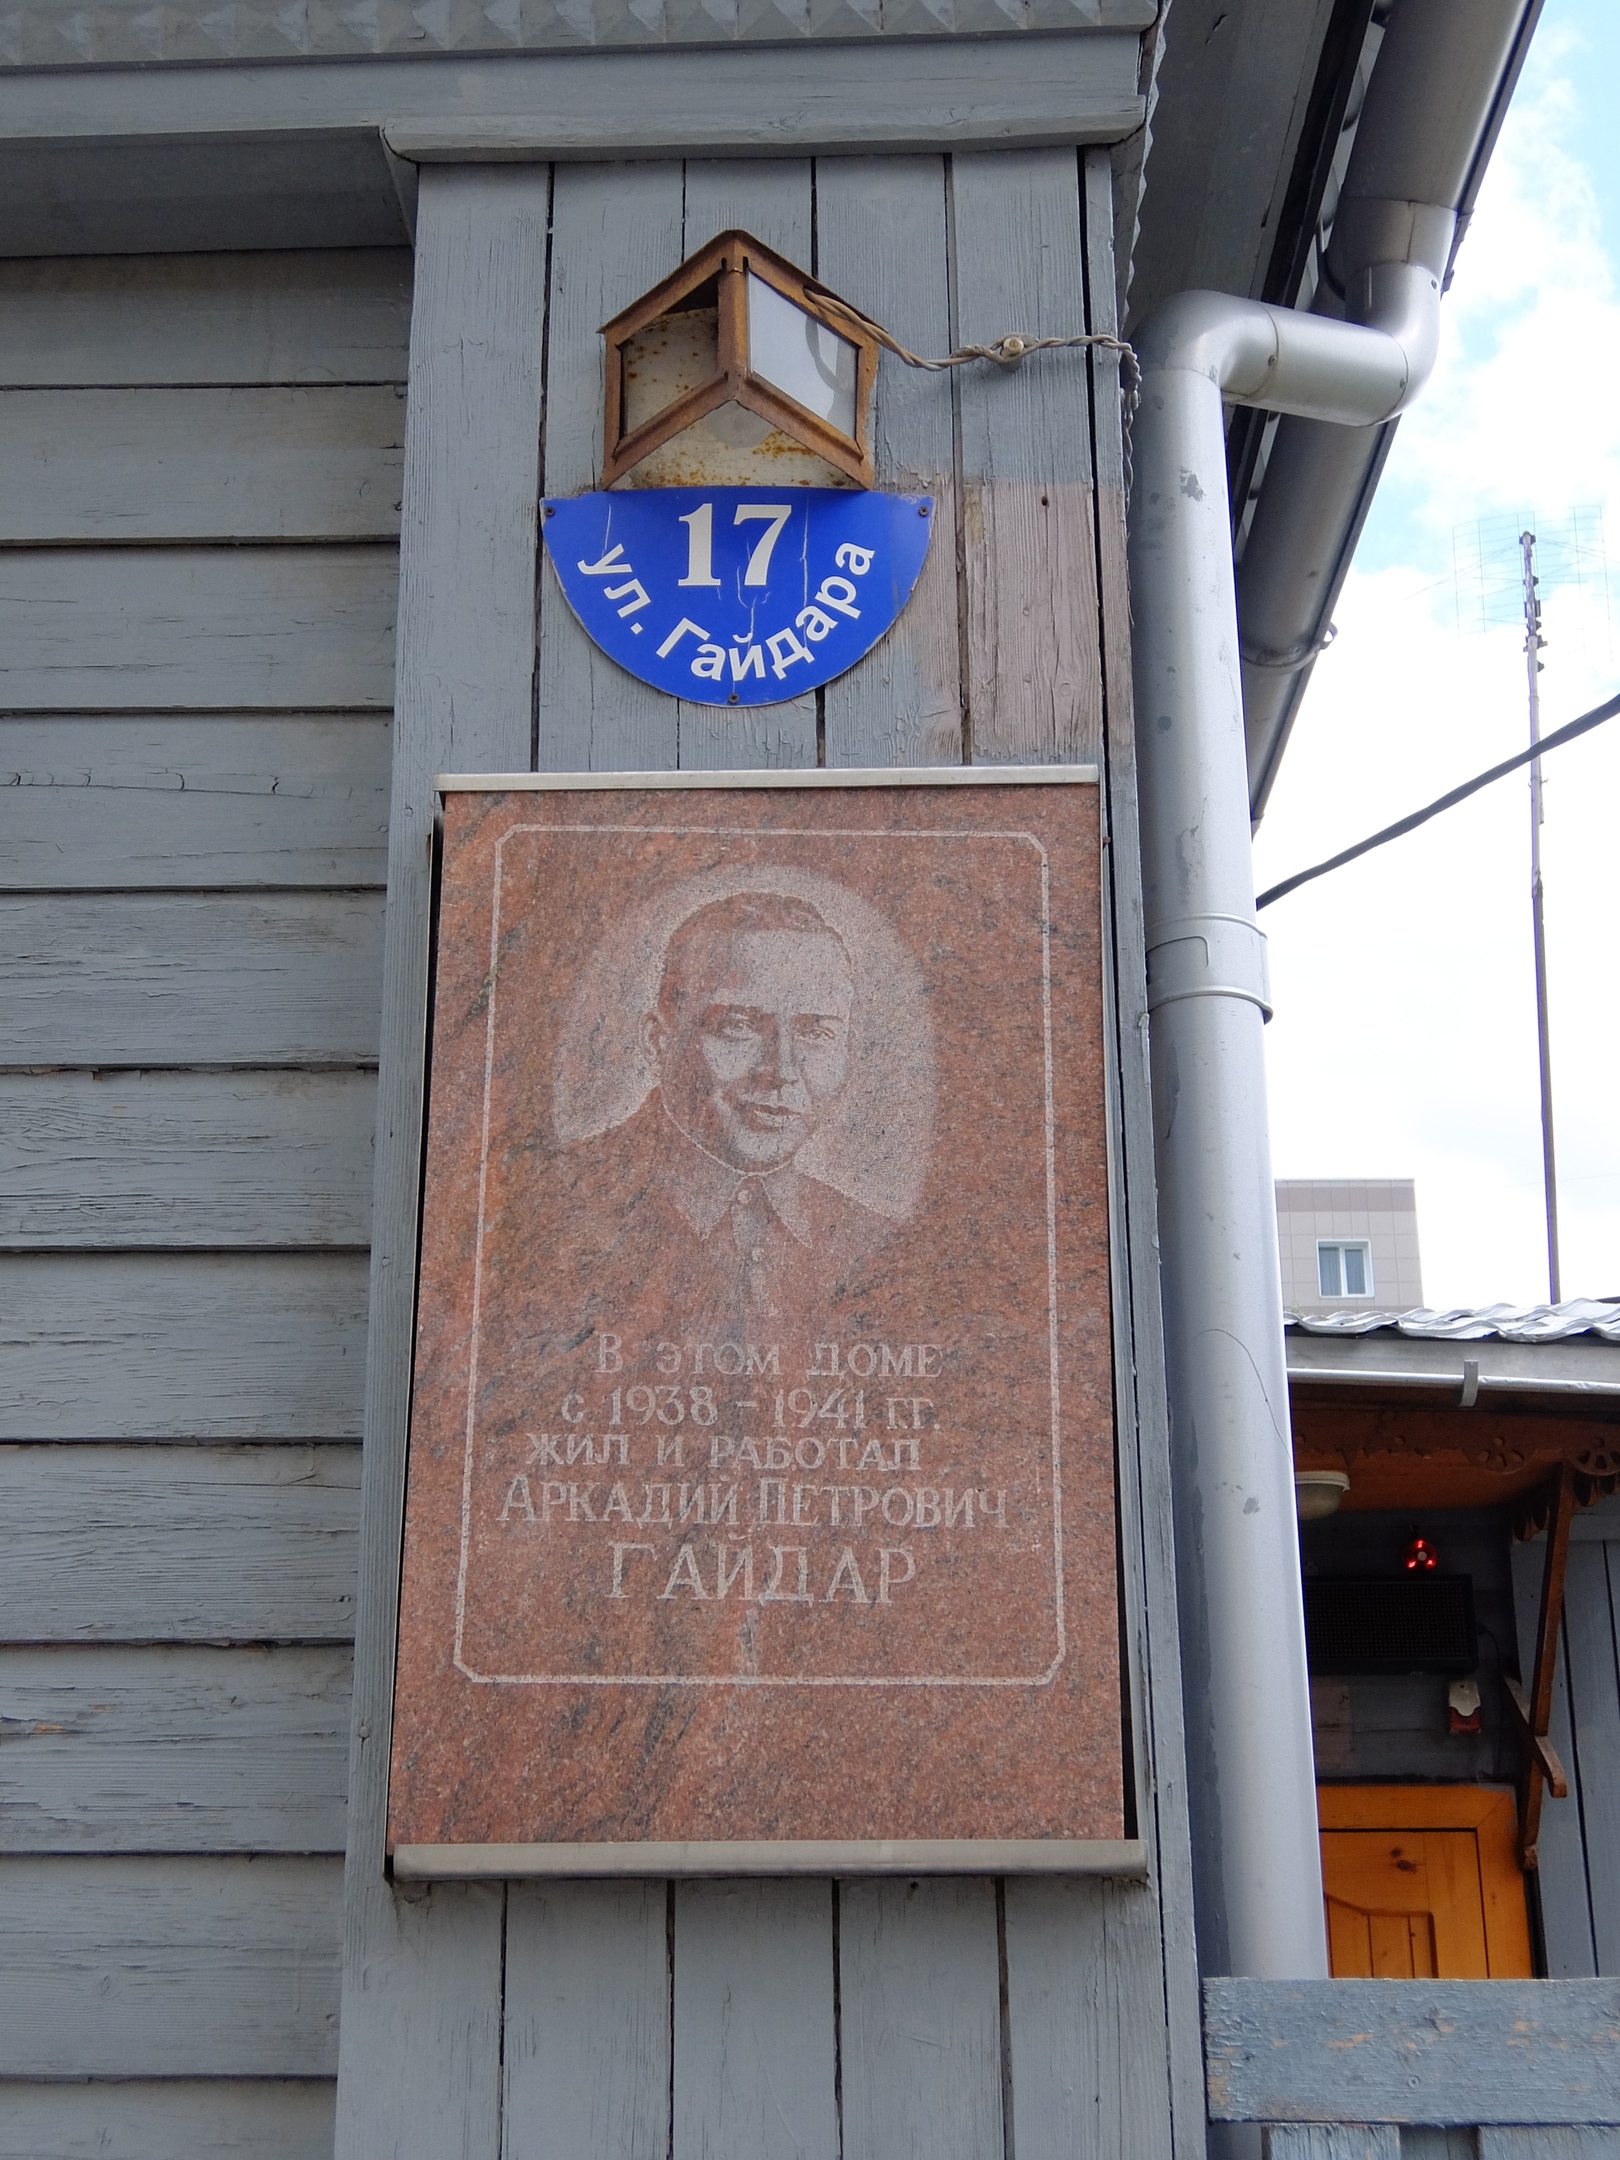 17
ул. Гайдара
В ЭТОМ ДОМЕ
С 1938 - 1941 ГГ.
ЖИЛ И РАБОТАЛ
АРКАДИЙ ПЕТРОВИЧ
ГАЙДАР